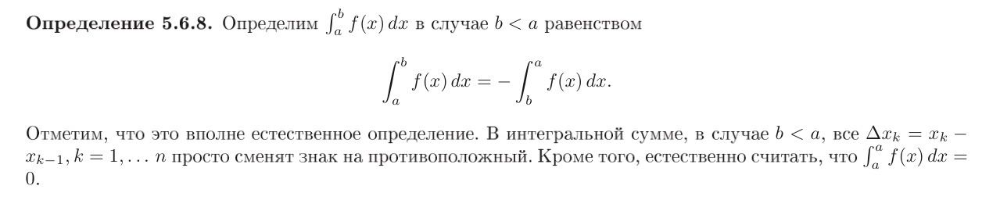 Определение 5.6.8. Определим $\int_a^b f(x)\,dx$ в случае $b < a$ равенством
$$\int_a^b f(x)\,dx = -\int_b^a f(x)\,dx.$$
Отметим, что это вполне естественное определение. В интегральной сумме, в случае $b < a$, все $\Delta x_k = x_k -$
$x_{k-1}, k = 1, \ldots n$ просто сменят знак на противоположный. Кроме того, естественно считать, что $\int_a^a f(x)\,dx =$
0.